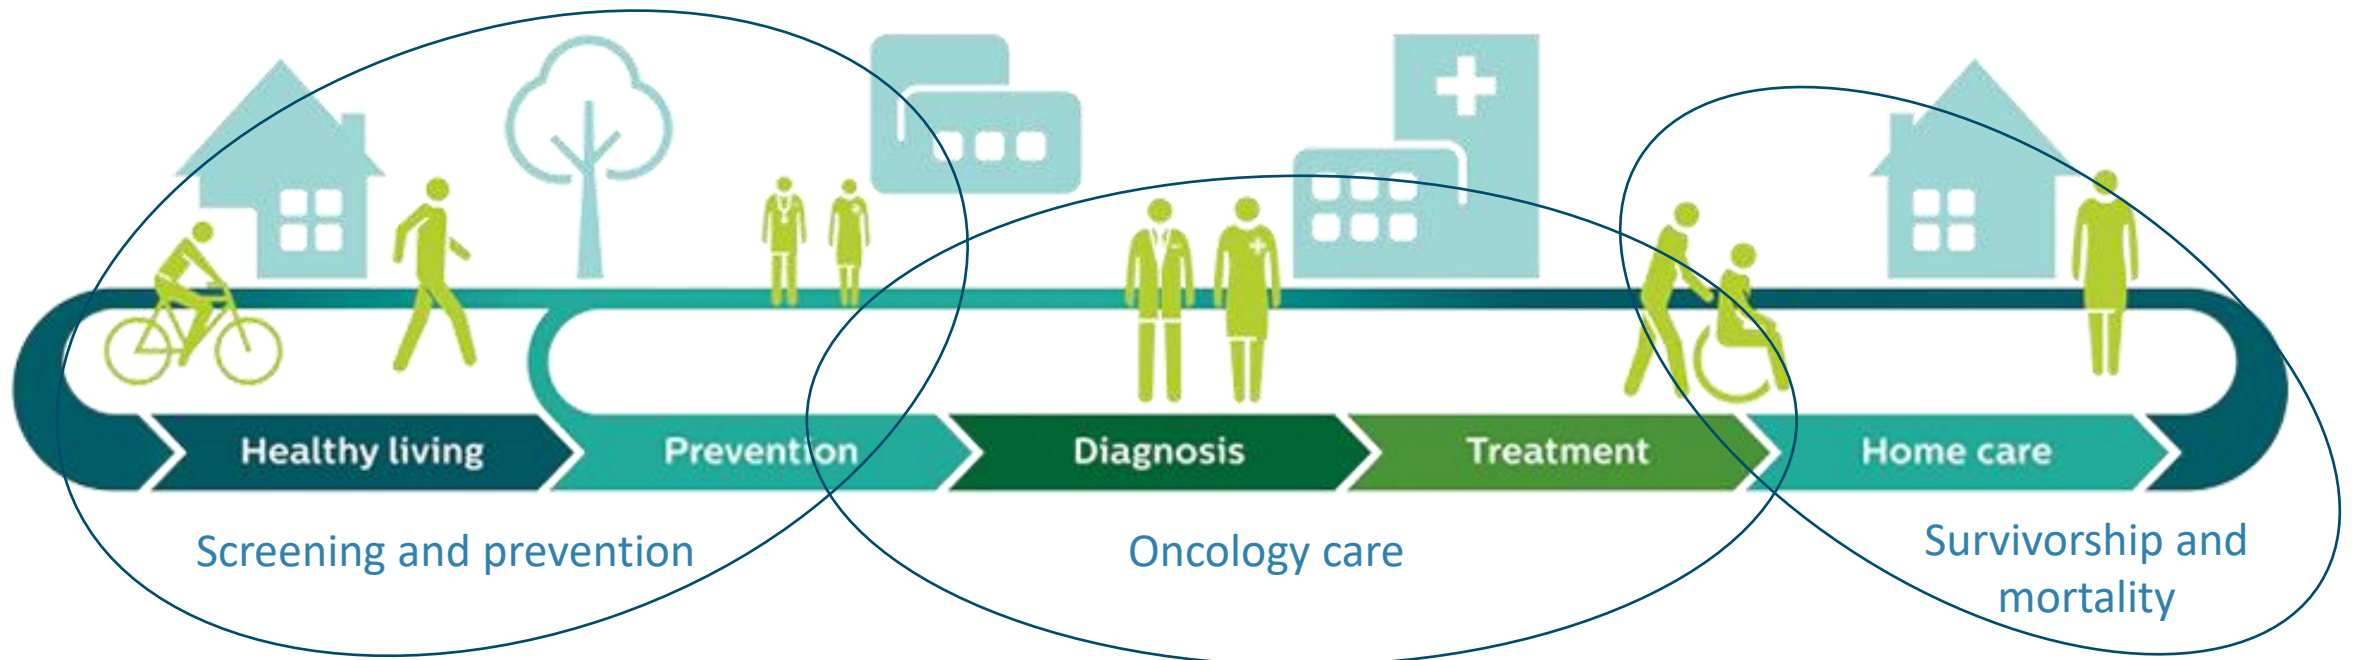 Healthy living
Prevention
Diagnosis
Treatment
Home care
Screening and prevention
Oncology care
Survivorship and
mortality